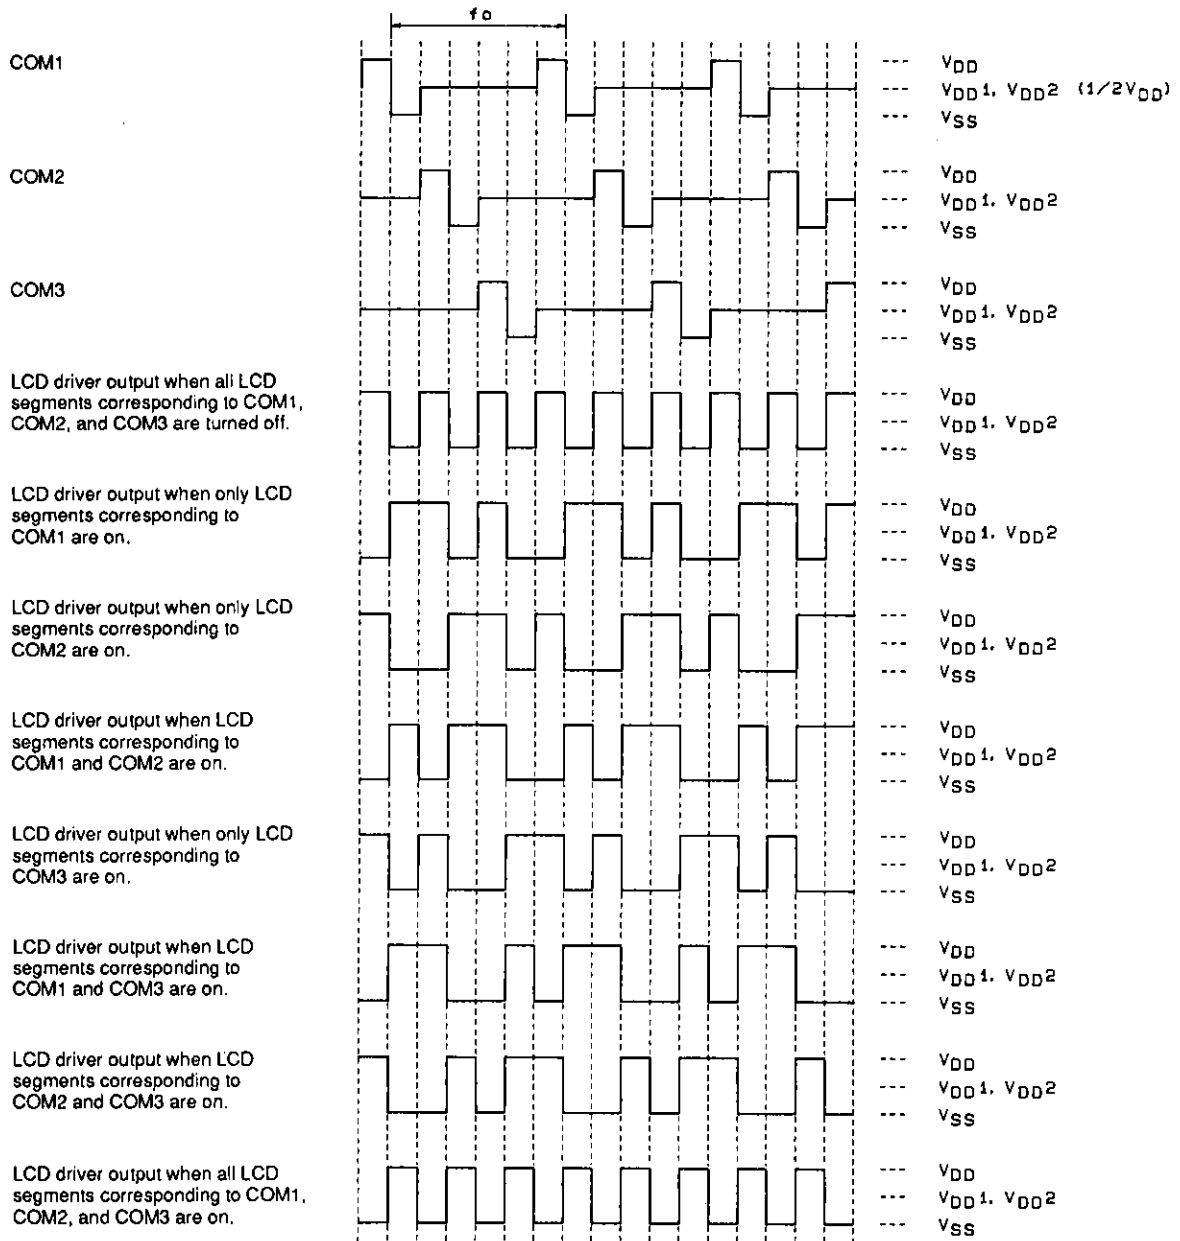 fo
COM1
--- VDD
--- VDD1, VDD2 (1/2VDD)
--- VSS
COM2
--- VDD
--- VDD1, VDD2
--- VSS
COM3
--- VDD
--- VDD1, VDD2
--- VSS
LCD driver output when all LCD
segments corresponding to COM1,
COM2, and COM3 are turned off.
--- VDD
--- VDD1, VDD2
--- VSS
LCD driver output when only LCD
segments corresponding to
COM1 are on.
--- VDD
--- VDD1, VDD2
--- VSS
LCD driver output when only LCD
segments corresponding to
COM2 are on.
--- VDD
--- VDD1, VDD2
--- VSS
LCD driver output when LCD
segments corresponding to
COM1 and COM2 are on.
--- VDD
--- VDD1, VDD2
--- VSS
LCD driver output when only LCD
segments corresponding to
COM3 are on.
--- VDD
--- VDD1, VDD2
--- VSS
LCD driver output when LCD
segments corresponding to
COM1 and COM3 are on.
--- VDD
--- VDD1, VDD2
--- VSS
LCD driver output when LCD
segments corresponding to
COM2 and COM3 are on.
--- VDD
--- VDD1, VDD2
--- VSS
LCD driver output when all LCD
segments corresponding to COM1,
COM2, and COM3 are on.
--- VDD
--- VDD1, VDD2
--- VSS